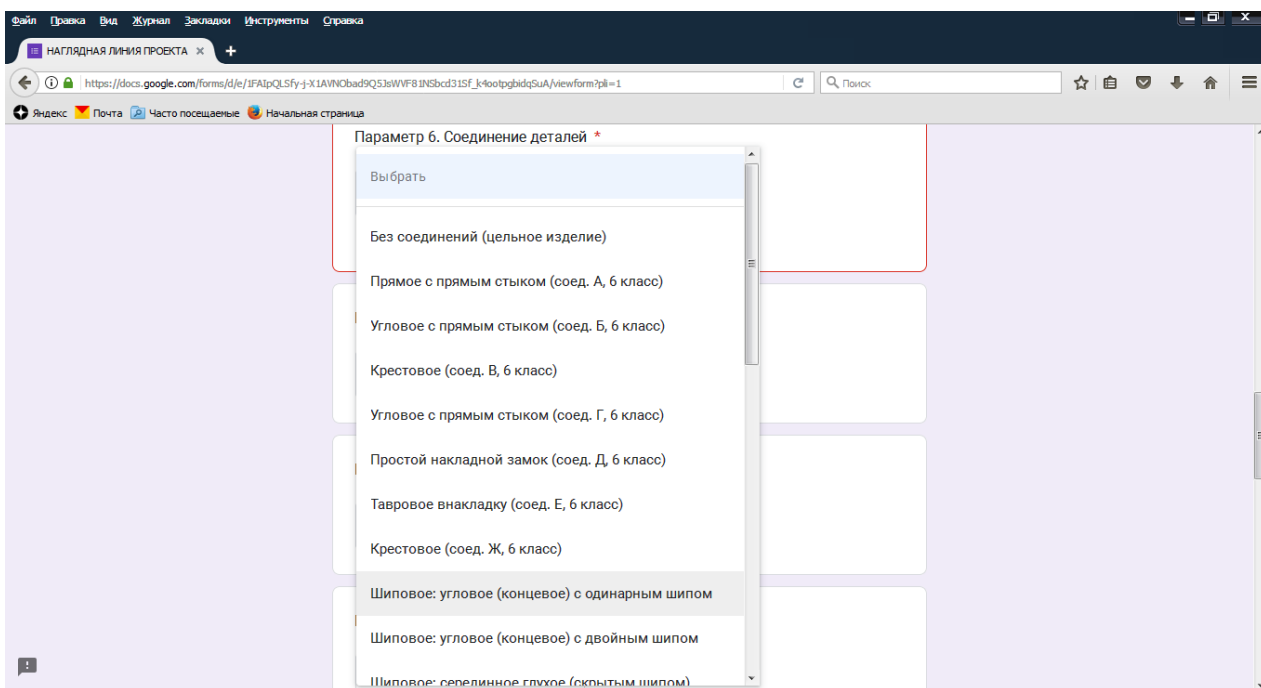 Файл Правка Вид Журнал Закладки Инструменты Справка
НАГЛЯДНАЯ ЛИНИЯ ПРОЕКТА
https://docs.google.com/forms/d/e/1FAIpQLSfy-j-X1AVNObad9Q5JsWVF81NSbcd31Sf_k4ootpgbidqSuA/viewform?pli=1
Поиск
Яндекс Почта Часто посещаемые Начальная страница
Параметр 6. Соединение деталей *
Выбрать
Без соединений (цельное изделие)
Прямое с прямым стыком (соед. А, 6 класс)
Угловое с прямым стыком (соед. Б, 6 класс)
Крестовое (соед. В, 6 класс)
Угловое с прямым стыком (соед. Г, 6 класс)
Простой накладной замок (соед. Д, 6 класс)
Тавровое внакладку (соед. Е, 6 класс)
Крестовое (соед. Ж, 6 класс)
Шиповое: угловое (концевое) с одинарным шипом
Шиповое: угловое (концевое) с двойным шипом
Шиповое: серединное глухое (скрытым шипом)